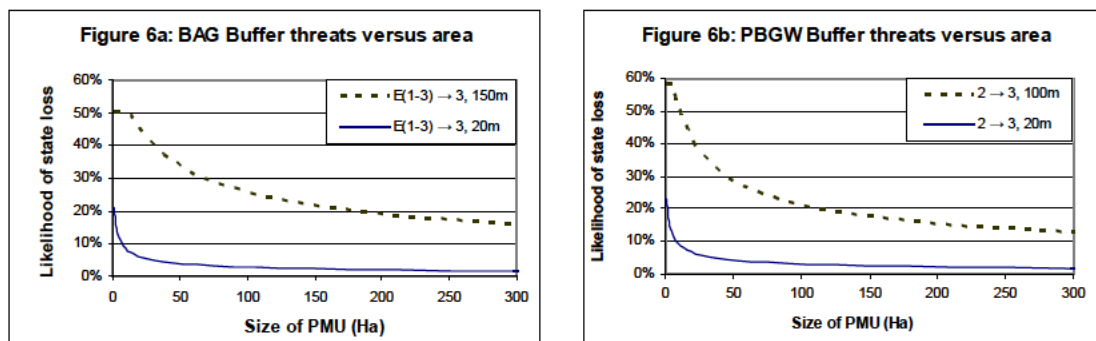 Figure 6a: BAG Buffer threats versus area
Likelihood of state loss
60%
50%
40%
30%
20%
10%
0%
E(1-3) → 3, 150m
E(1-3) → 3, 20m
0 50 100 150 200 250 300
Size of PMU (Ha)
Figure 6b: PBGW Buffer threats versus area
Likelihood of state loss
60%
50%
40%
30%
20%
10%
0%
2 → 3, 100m
2 → 3, 20m
0 50 100 150 200 250 300
Size of PMU (Ha)